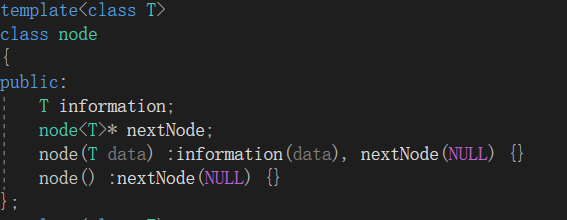 template<class T>
class node
{
public:
    T information;
    node<T>* nextNode;
    node(T data) :information(data), nextNode(NULL) {}
    node() :nextNode(NULL) {}
};